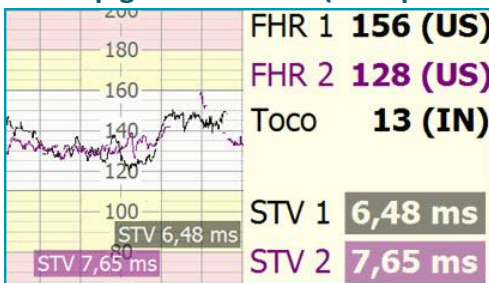 200
180
160
140
120
100
80
STV 6,48 ms
STV 7,65 ms
FHR 1 156 (US)
FHR 2 128 (US)
Toco 13 (IN)
STV 1 6,48 ms
STV 2 7,65 ms